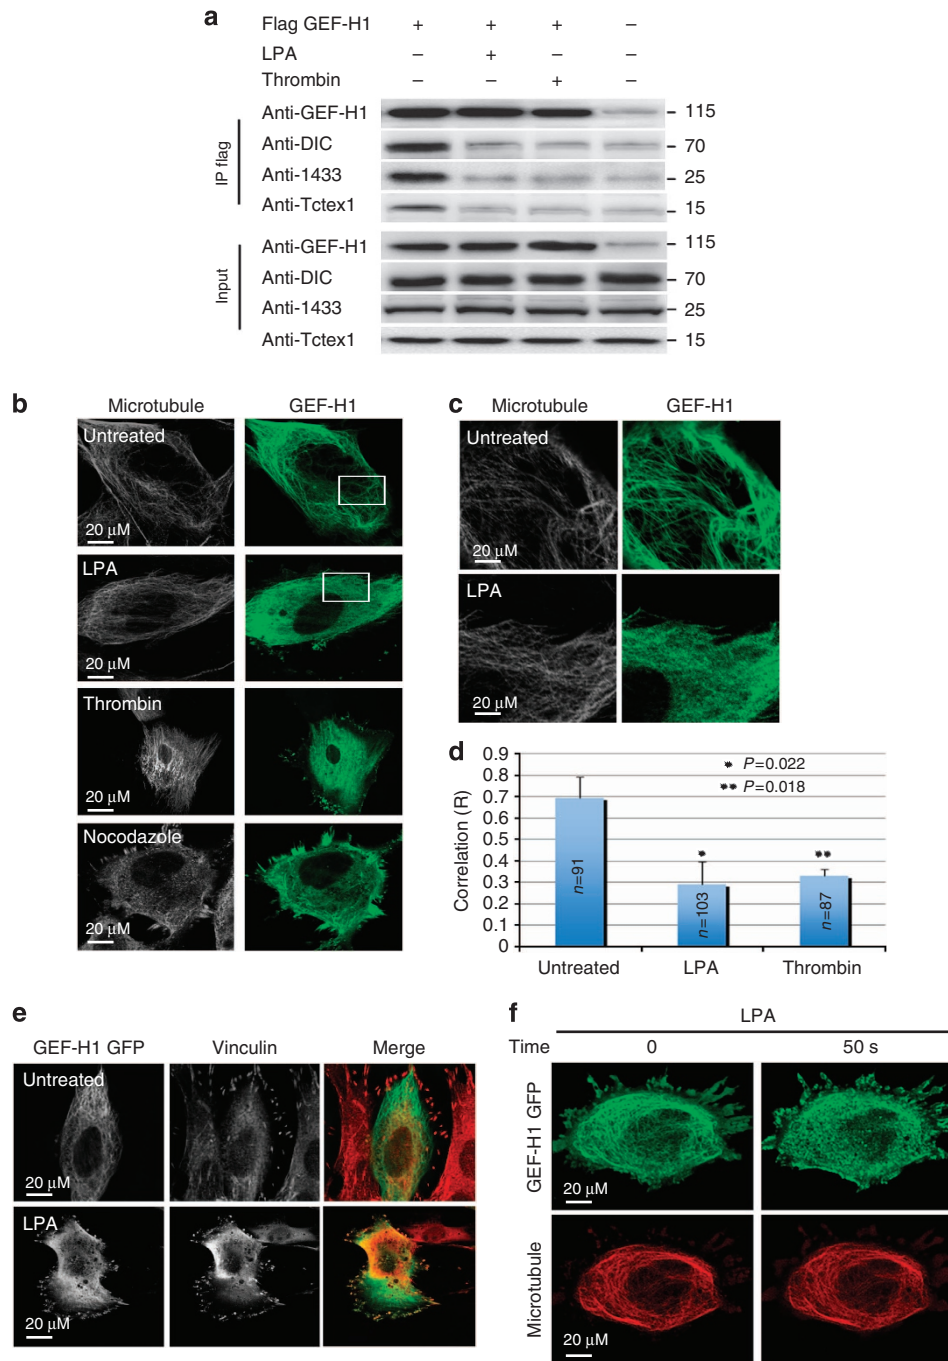 a
Flag GEF-H1 + + + –
LPA – + – –
Thrombin – – + –
IP flag
Anti-GEF-H1 - 115
Anti-DIC - 70
Anti-1433 - 25
Anti-Tctex1 - 15
Input
Anti-GEF-H1 - 115
Anti-DIC - 70
Anti-1433 - 25
Anti-Tctex1 - 15
b
Microtubule GEF-H1
Untreated
20 µM
LPA
20 µM
Thrombin
20 µM
Nocodazole
20 µM
c
Microtubule GEF-H1
Untreated
20 µM
LPA
20 µM
d
Correlation (R)
0.9
0.8
0.7
0.6
0.5
0.4
0.3
0.2
0.1
0
* P=0.022
** P=0.018
n=91
*
n=103
**
n=87
Untreated LPA Thrombin
e
GEF-H1 GFP Vinculin Merge
Untreated
20 µM
LPA
20 µM
f
LPA
Time 0 50 s
GEF-H1 GFP
20 µM
Microtubule
20 µM